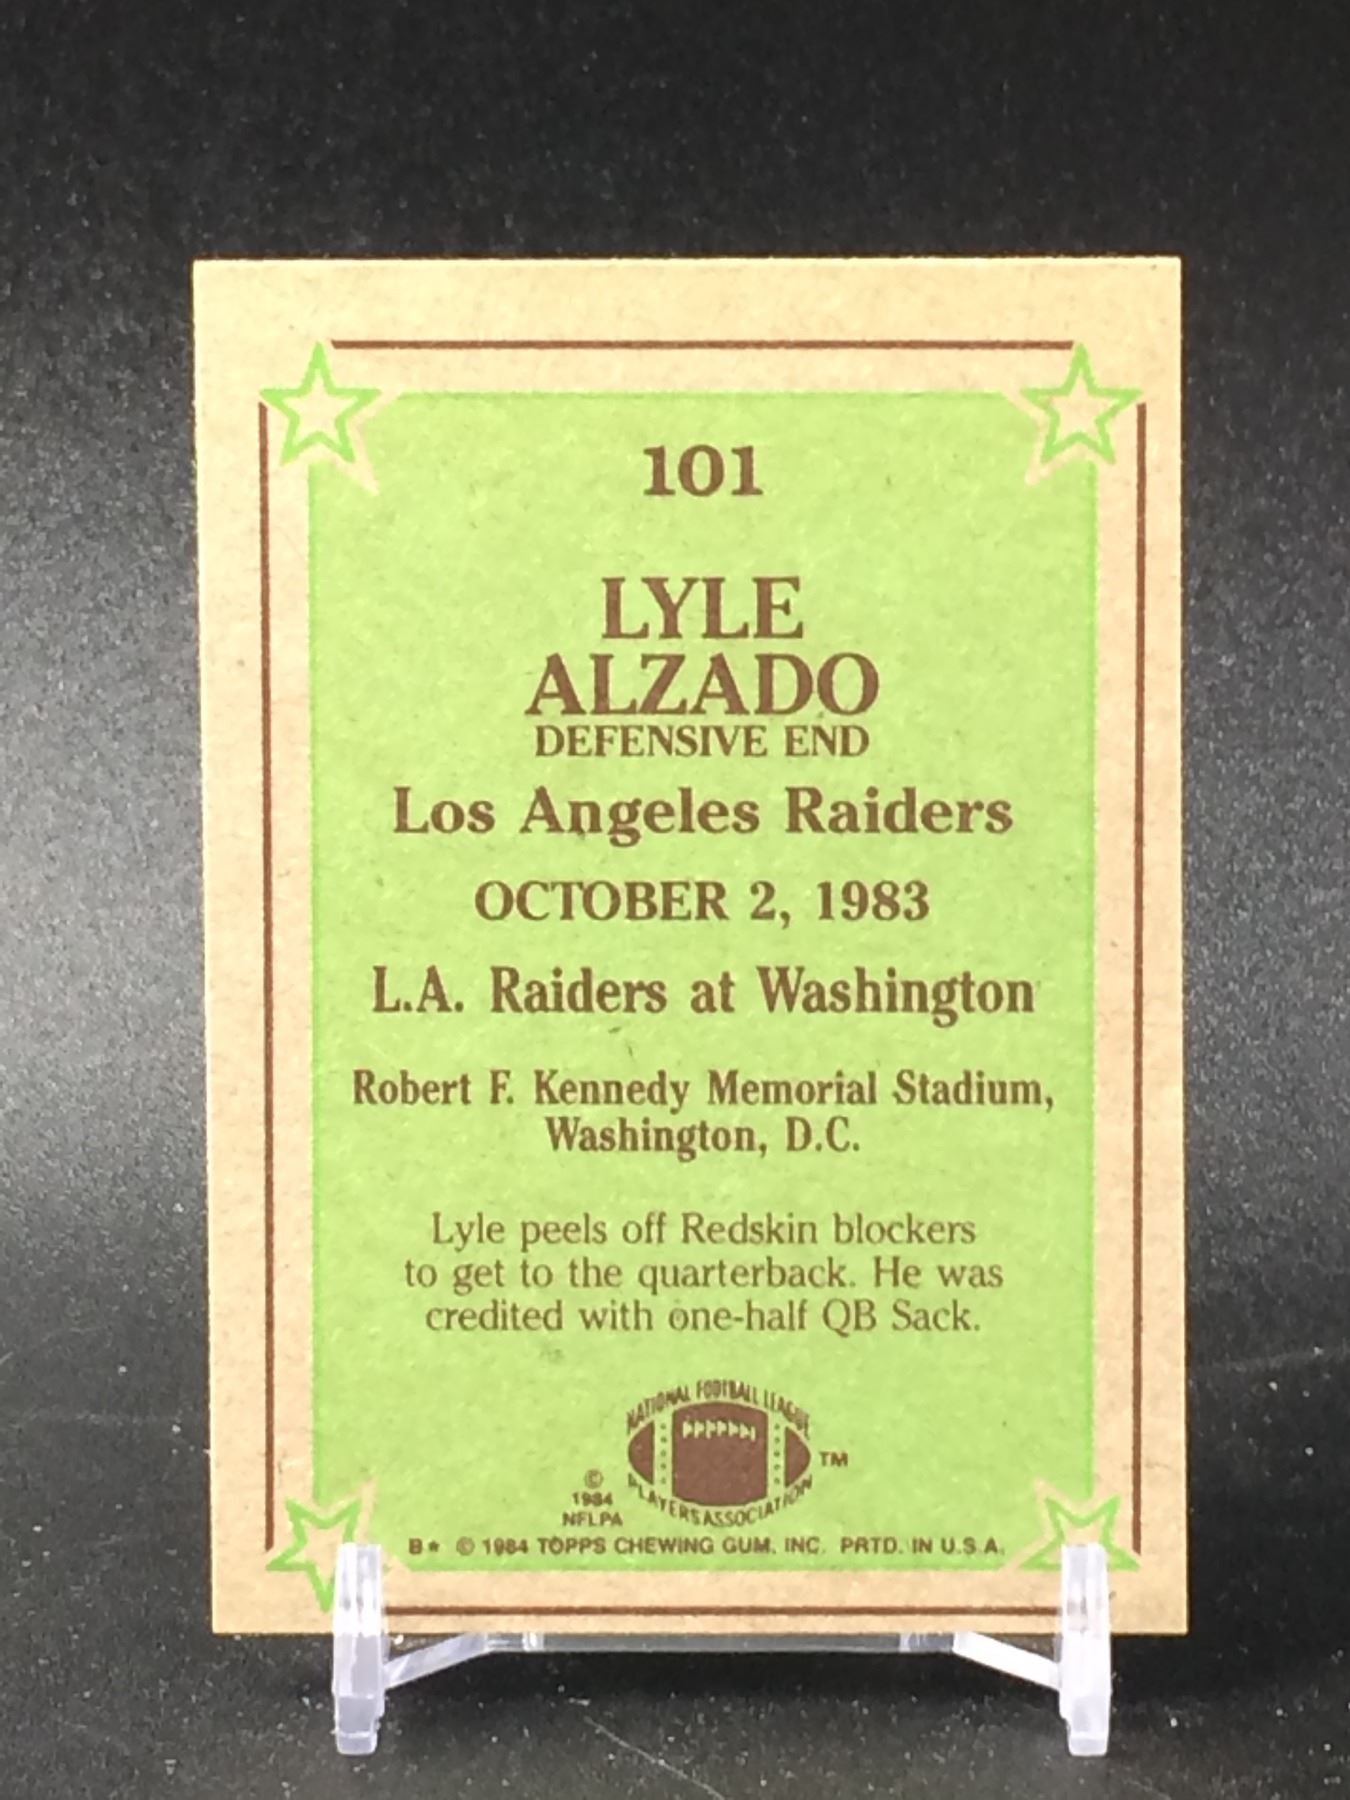 101
LYLE
ALZADO
DEFENSIVE END
Los Angeles Raiders
OCTOBER 2, 1983
L.A. Raiders at Washington
Robert F. Kennedy Memorial Stadium,
Washington, D.C.
Lyle peels off Redskin blockers
to get to the quarterback. He was
credited with one-half QB Sack.
NATIONAL FOOTBALL LEAGUE
PLAYERS ASSOCIATION
TM
©
1984
NFLPA
B* © 1984 TOPPS CHEWING GUM, INC. PRTD. IN U.S.A.